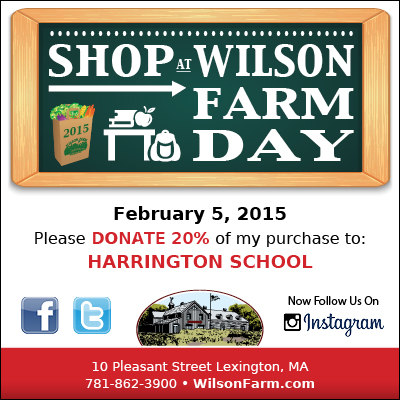 SHOP AT WILSON
FARM
DAY
2015
February 5, 2015
Please DONATE 20% of my purchase to:
HARRINGTON SCHOOL
Now Follow Us On
Instagram
10 Pleasant Street Lexington, MA
781-862-3900 • WilsonFarm.com